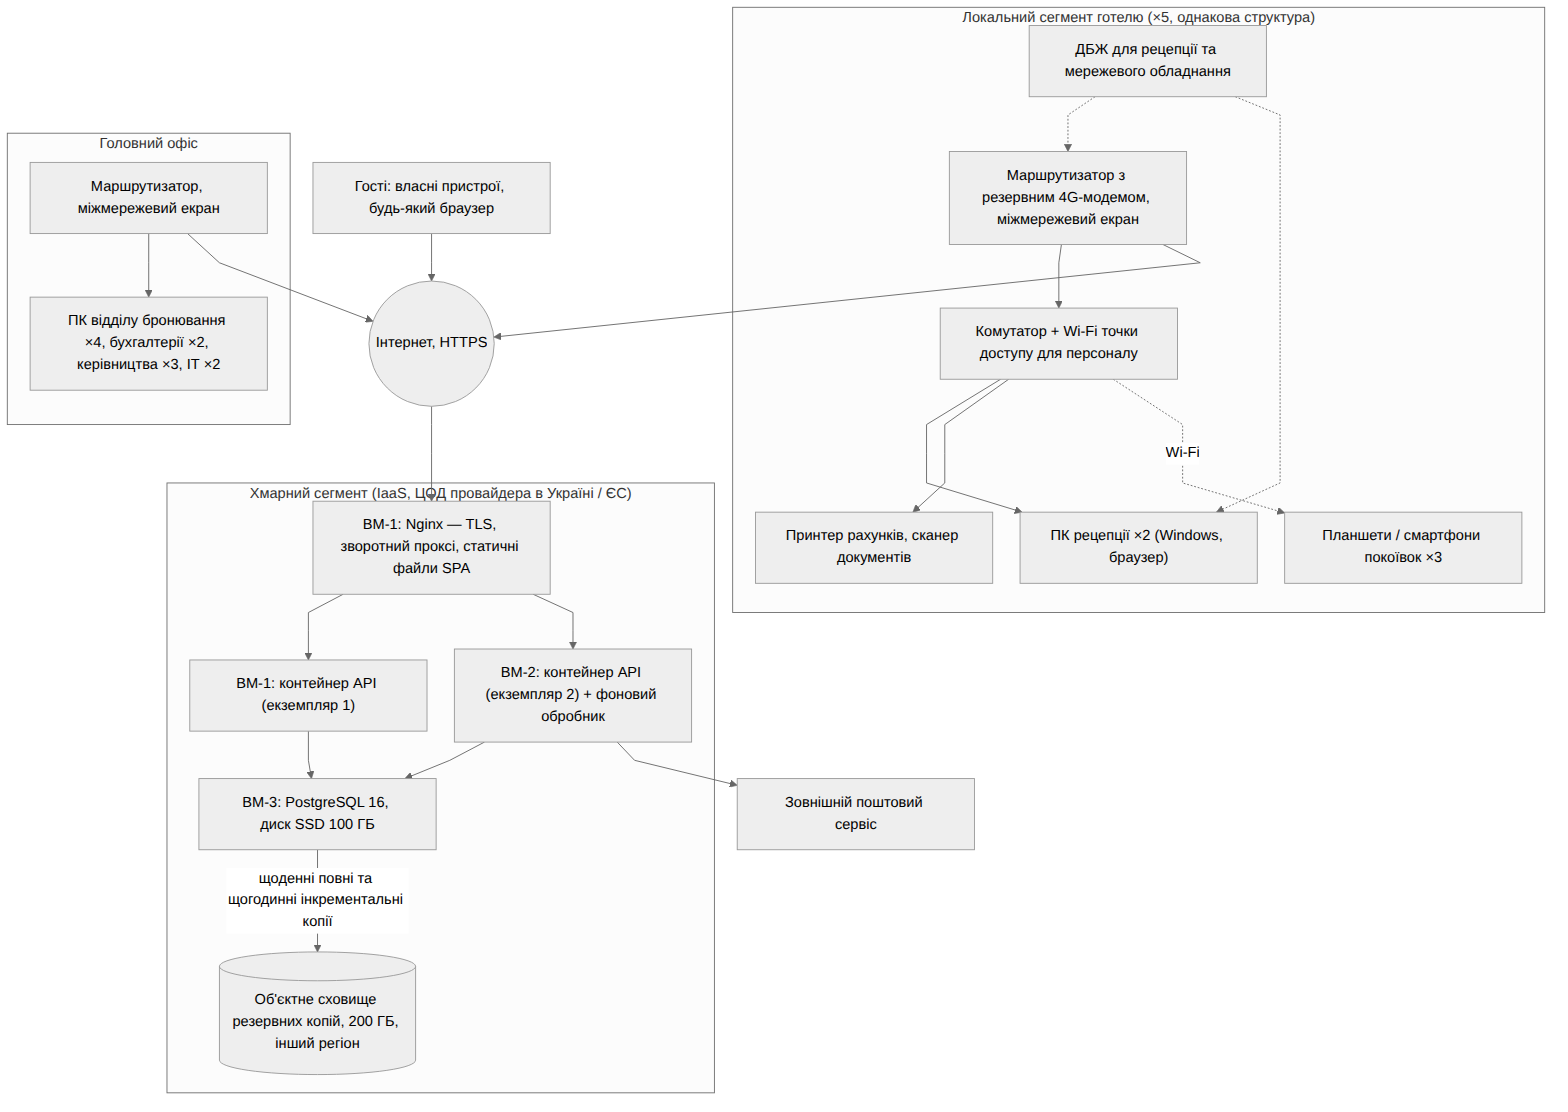 Локальний сегмент готелю (×5, однакова структура)
ДБЖ для рецепції та
мережевого обладнання
Головний офіс
Маршрутизатор,
міжмережевий екран
Гості: власні пристрої,
будь-який браузер
Маршрутизатор з
резервним 4G-модемом,
міжмережевий екран
ПК відділу бронювання
×4, бухгалтерії ×2,
керівництва ×3, ІТ ×2
Інтернет, HTTPS
Комутатор + Wi-Fi точки
доступу для персоналу
Wi-Fi
Принтер рахунків, сканер
документів
ПК рецепції ×2 (Windows,
браузер)
Планшети / смартфони
покоївок ×3
Хмарний сегмент (IaaS, ЦОД провайдера в Україні / ЄС)
ВМ-1: Nginx — TLS,
зворотний проксі, статичні
файли SPA
ВМ-1: контейнер API
(екземпляр 1)
ВМ-2: контейнер API
(екземпляр 2) + фоновий
обробник
ВМ-3: PostgreSQL 16,
диск SSD 100 ГБ
Зовнішній поштовий
сервіс
щоденні повні та
щогодинні інкрементальні
копії
Об'єктне сховище
резервних копій, 200 ГБ,
інший регіон